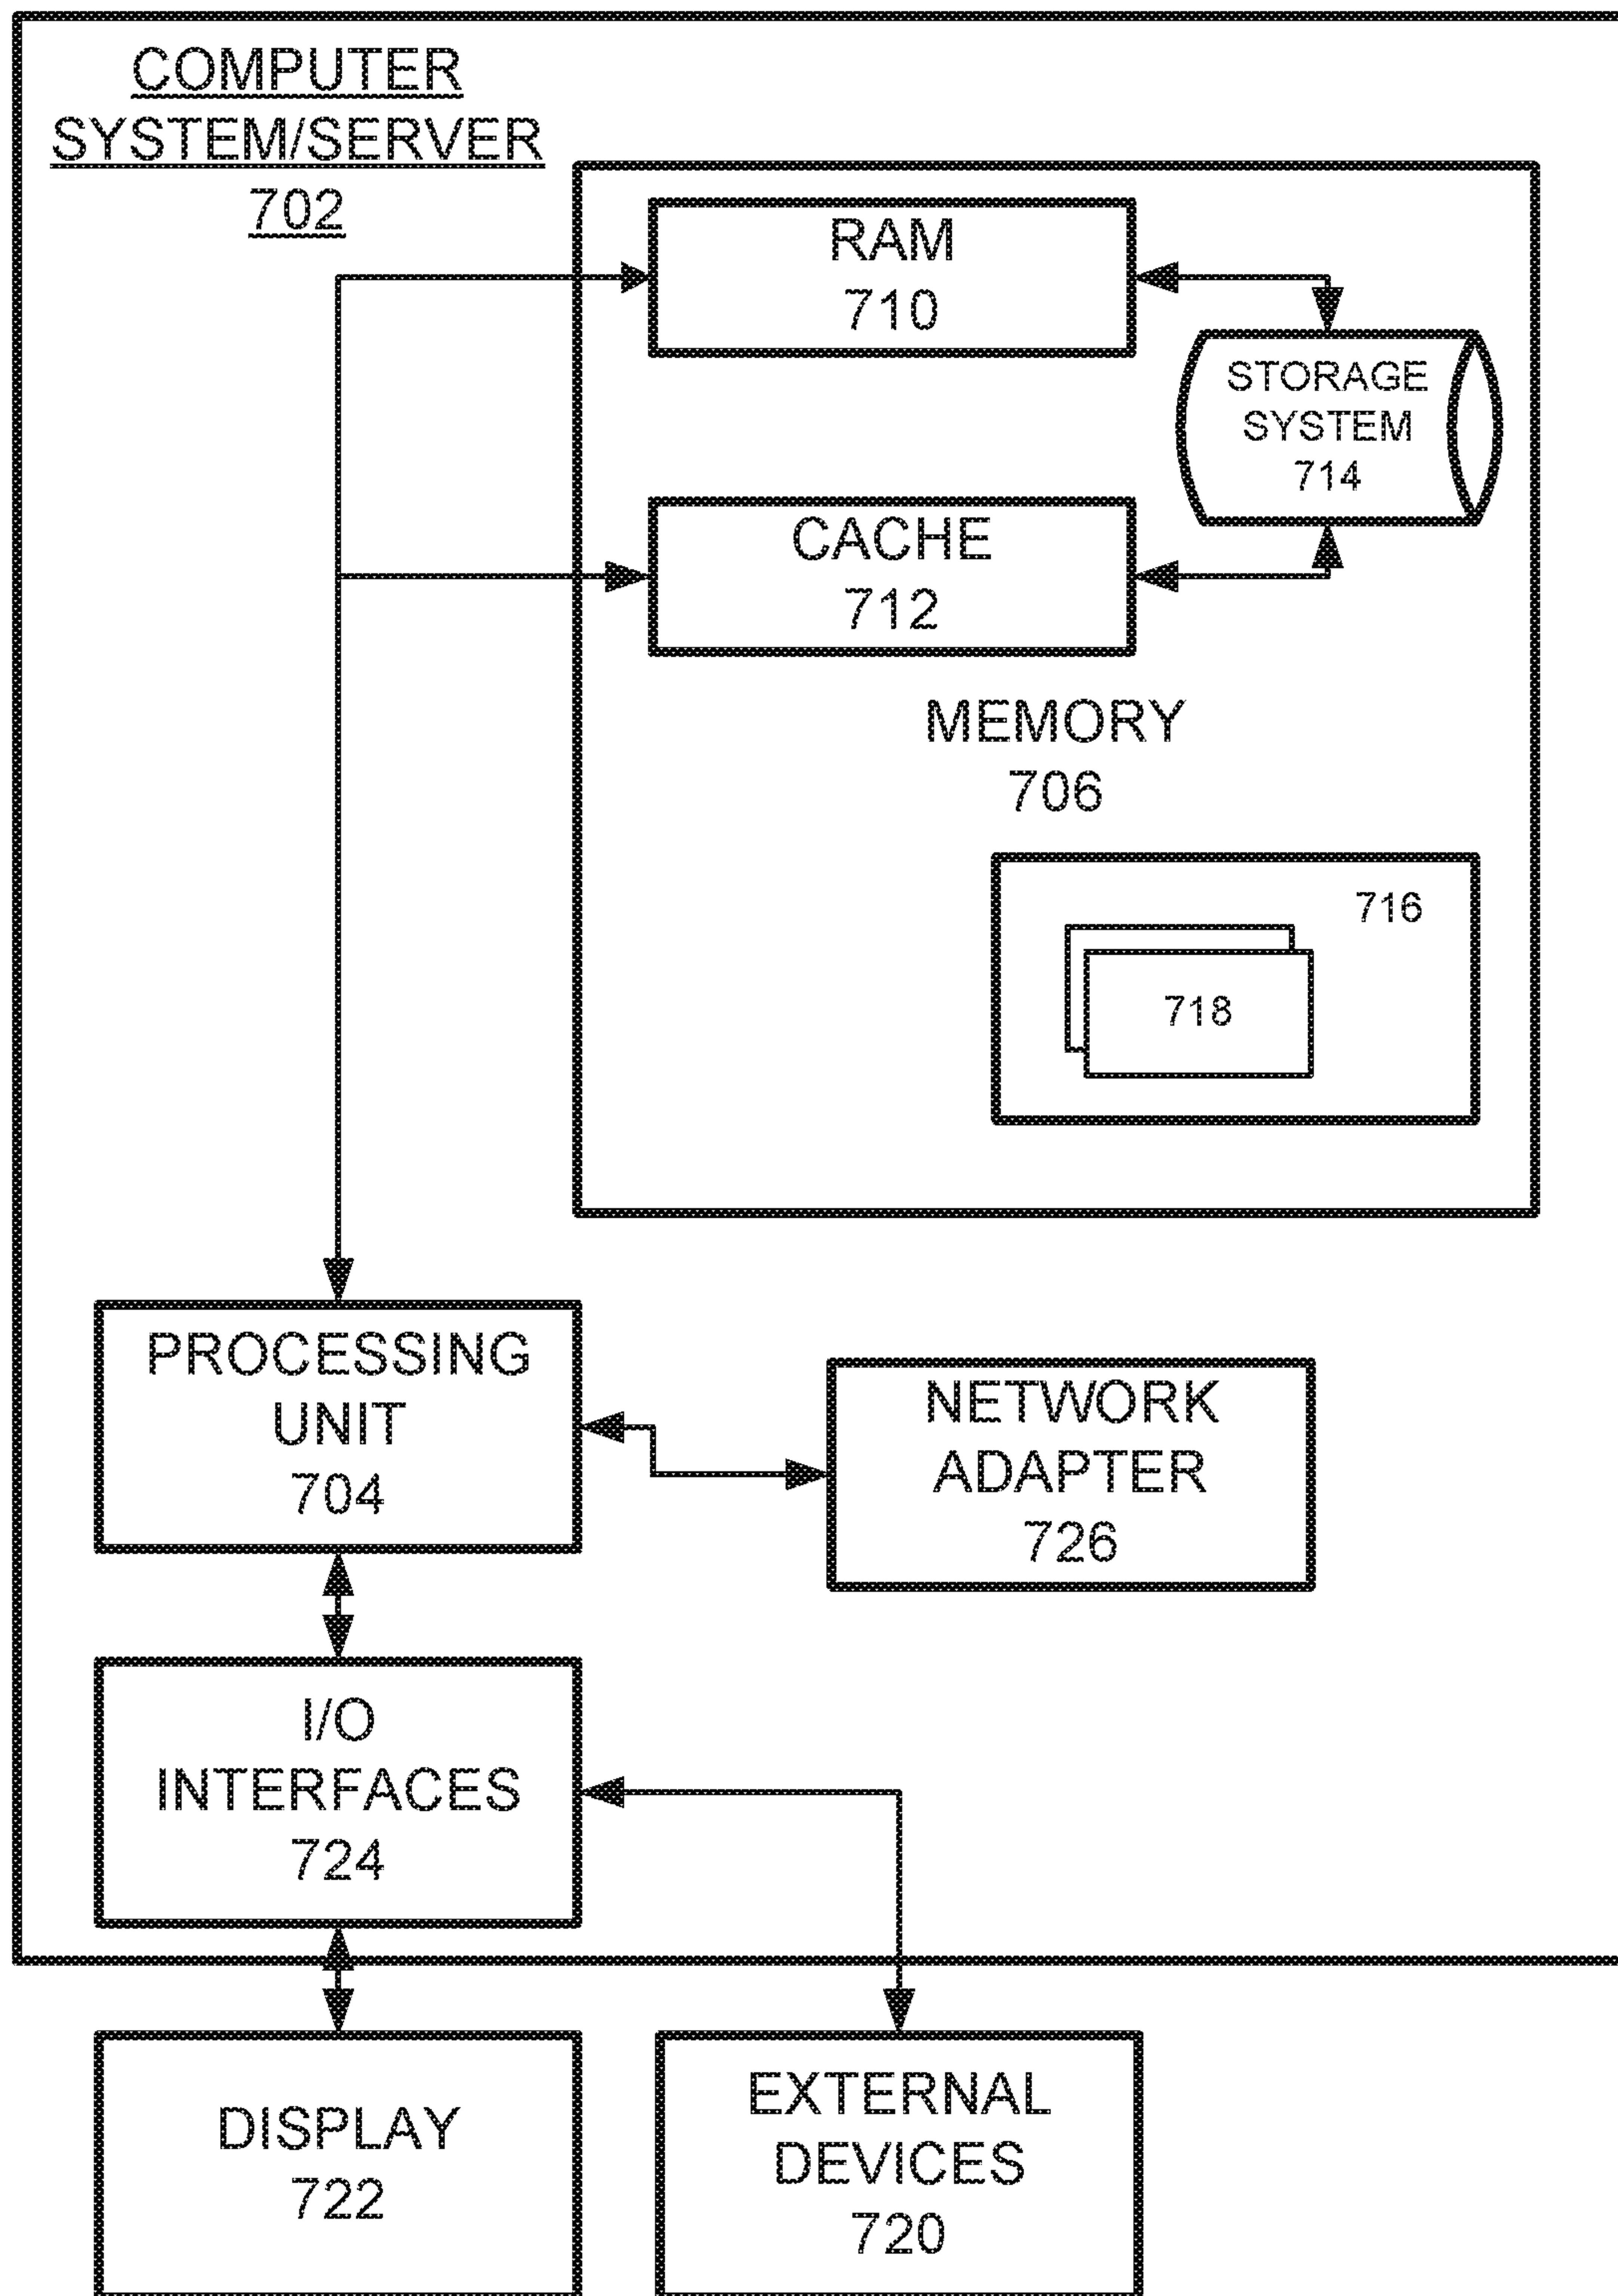 COMPUTER
SYSTEM/SERVER
702
RAM
710
STORAGE
SYSTEM
714
CACHE
712
MEMORY
706
716
718
PROCESSING
UNIT
704
NETWORK
ADAPTER
726
I/O
INTERFACES
724
DISPLAY
722
EXTERNAL
DEVICES
720